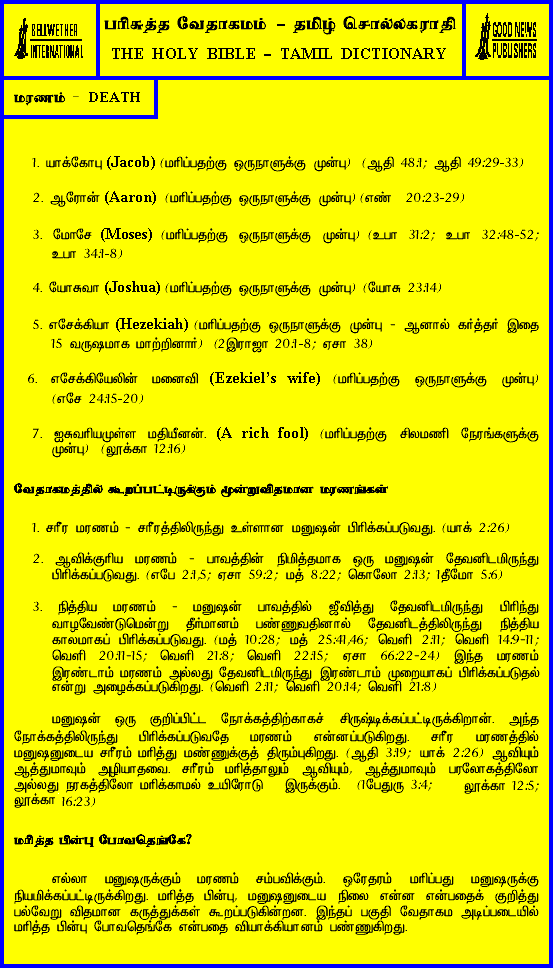 BELLWETHER
INTERNATIONAL
பரிசுத்த வேதாகமம் – தமிழ் சொல்லகராதி
THE HOLY BIBLE – TAMIL DICTIONARY
GOOD NEWS
PUBLISHERS
மரணம் – DEATH
1. யாக்கோபு (Jacob) (மரிப்பதற்கு ஒருநாளுக்கு முன்பு) (ஆதி 48:1; ஆதி 49:29-33)
2. ஆரோன் (Aaron) (மரிப்பதற்கு ஒருநாளுக்கு முன்பு) (எண் 20:23-29)
3. மோசே (Moses) (மரிப்பதற்கு ஒருநாளுக்கு முன்பு) (உபா 31:2; உபா 32:48-52;
உபா 34:1-8)
4. யோசுவா (Joshua) (மரிப்பதற்கு ஒருநாளுக்கு முன்பு) (யோசு 23:14)
5. எசேக்கியா (Hezekiah) (மரிப்பதற்கு ஒருநாளுக்கு முன்பு - ஆனால் கர்த்தர் இதை
15 வருஷமாக மாற்றினார்) (2இராஜா 20:1-8; ஏசா 38)
6. எசேக்கியேலின் மனைவி (Ezekiel's wife) (மரிப்பதற்கு ஒருநாளுக்கு முன்பு)
(எசே 24:15-20)
7. ஐசுவரியமுள்ள மதியீனன். (A rich fool) (மரிப்பதற்கு சிலமணி நேரங்களுக்கு
முன்பு) (லூக்கா 12:16)
வேதாகமத்தில் கூறப்பட்டிருக்கும் மூன்றுவிதமான மரணங்கள்
1. சரீர மரணம் - சரீரத்திலிருந்து உள்ளான மனுஷன் பிரிக்கப்படுவது. (யாக் 2:26)
2. ஆவிக்குரிய மரணம் - பாவத்தின் நிமித்தமாக ஒரு மனுஷன் தேவனிடமிருந்து
பிரிக்கப்படுவது. (எபே 2:1,5; ஏசா 59:2; மத் 8:22; கொலோ 2:13; 1தீமோ 5:6)
3. நித்திய மரணம் - மனுஷன் பாவத்தில் ஜீவித்து தேவனிடமிருந்து பிரிந்து
வாழவேண்டுமென்று தீர்மானம் பண்ணுவதினால் தேவனிடத்திலிருந்து நித்திய
காலமாகப் பிரிக்கப்படுவது. (மத் 10:28; மத் 25:41,46; வெளி 2:11; வெளி 14:9-11;
வெளி 20:11-15; வெளி 21:8; வெளி 22:15; ஏசா 66:22-24) இந்த மரணம்
இரண்டாம் மரணம் அல்லது தேவனிடமிருந்து இரண்டாம் முறையாகப் பிரிக்கப்படுதல்
என்று அழைக்கப்படுகிறது. (வெளி 2:11; வெளி 20:14; வெளி 21:8)
மனுஷன் ஒரு குறிப்பிட்ட நோக்கத்திற்காகச் சிருஷ்டிக்கப்பட்டிருக்கிறான். அந்த
நோக்கத்திலிருந்து பிரிக்கப்படுவதே மரணம் என்னப்படுகிறது. சரீர மரணத்தில்
மனுஷனுடைய சரீரம் மரித்து மண்ணுக்குத் திரும்புகிறது. (ஆதி 3:19; யாக் 2:26) ஆவியும்
ஆத்துமாவும் அழியாதவை. சரீரம் மரித்தாலும் ஆவியும், ஆத்துமாவும் பரலோகத்திலோ
அல்லது நரகத்திலோ மரிக்காமல் உயிரோடு இருக்கும். (1பேதுரு 3:4; லூக்கா 12:5;
லூக்கா 16:23)
மரித்த பின்பு போவதெங்கே?
எல்லா மனுஷருக்கும் மரணம் சம்பவிக்கும். ஒரேதரம் மரிப்பது மனுஷருக்கு
நியமிக்கப்பட்டிருக்கிறது. மரித்த பின்பு, மனுஷனுடைய நிலை என்ன என்பதைக் குறித்து
பல்வேறு விதமான கருத்துக்கள் கூறப்படுகின்றன. இந்தப் பகுதி வேதாகம அடிப்படையில்
மரித்த பின்பு போவதெங்கே என்பதை வியாக்கியானம் பண்ணுகிறது.